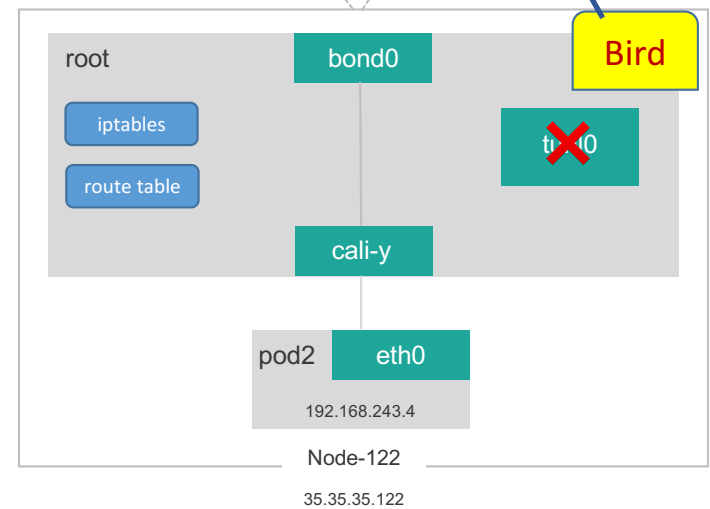 root
bond0
Bird
iptables
route table
cali-y
pod2
eth0
192.168.243.4
Node-122
35.35.35.122